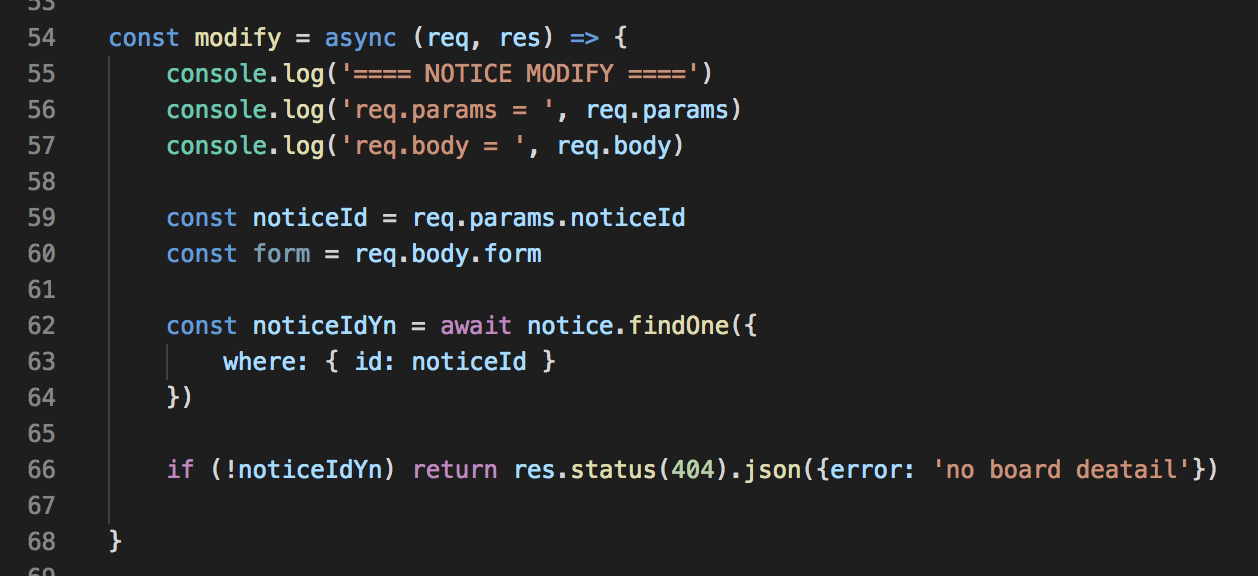 53
54 const modify = async (req, res) => {
55 console.log('==== NOTICE MODIFY ====')
56 console.log('req.params = ', req.params)
57 console.log('req.body = ', req.body)
58
59 const noticeId = req.params.noticeId
60 const form = req.body.form
61
62 const noticeIdYn = await notice.findOne({
63 where: { id: noticeId }
64 })
65
66 if (!noticeIdYn) return res.status(404).json({error: 'no board deatail'})
67
68 }
69